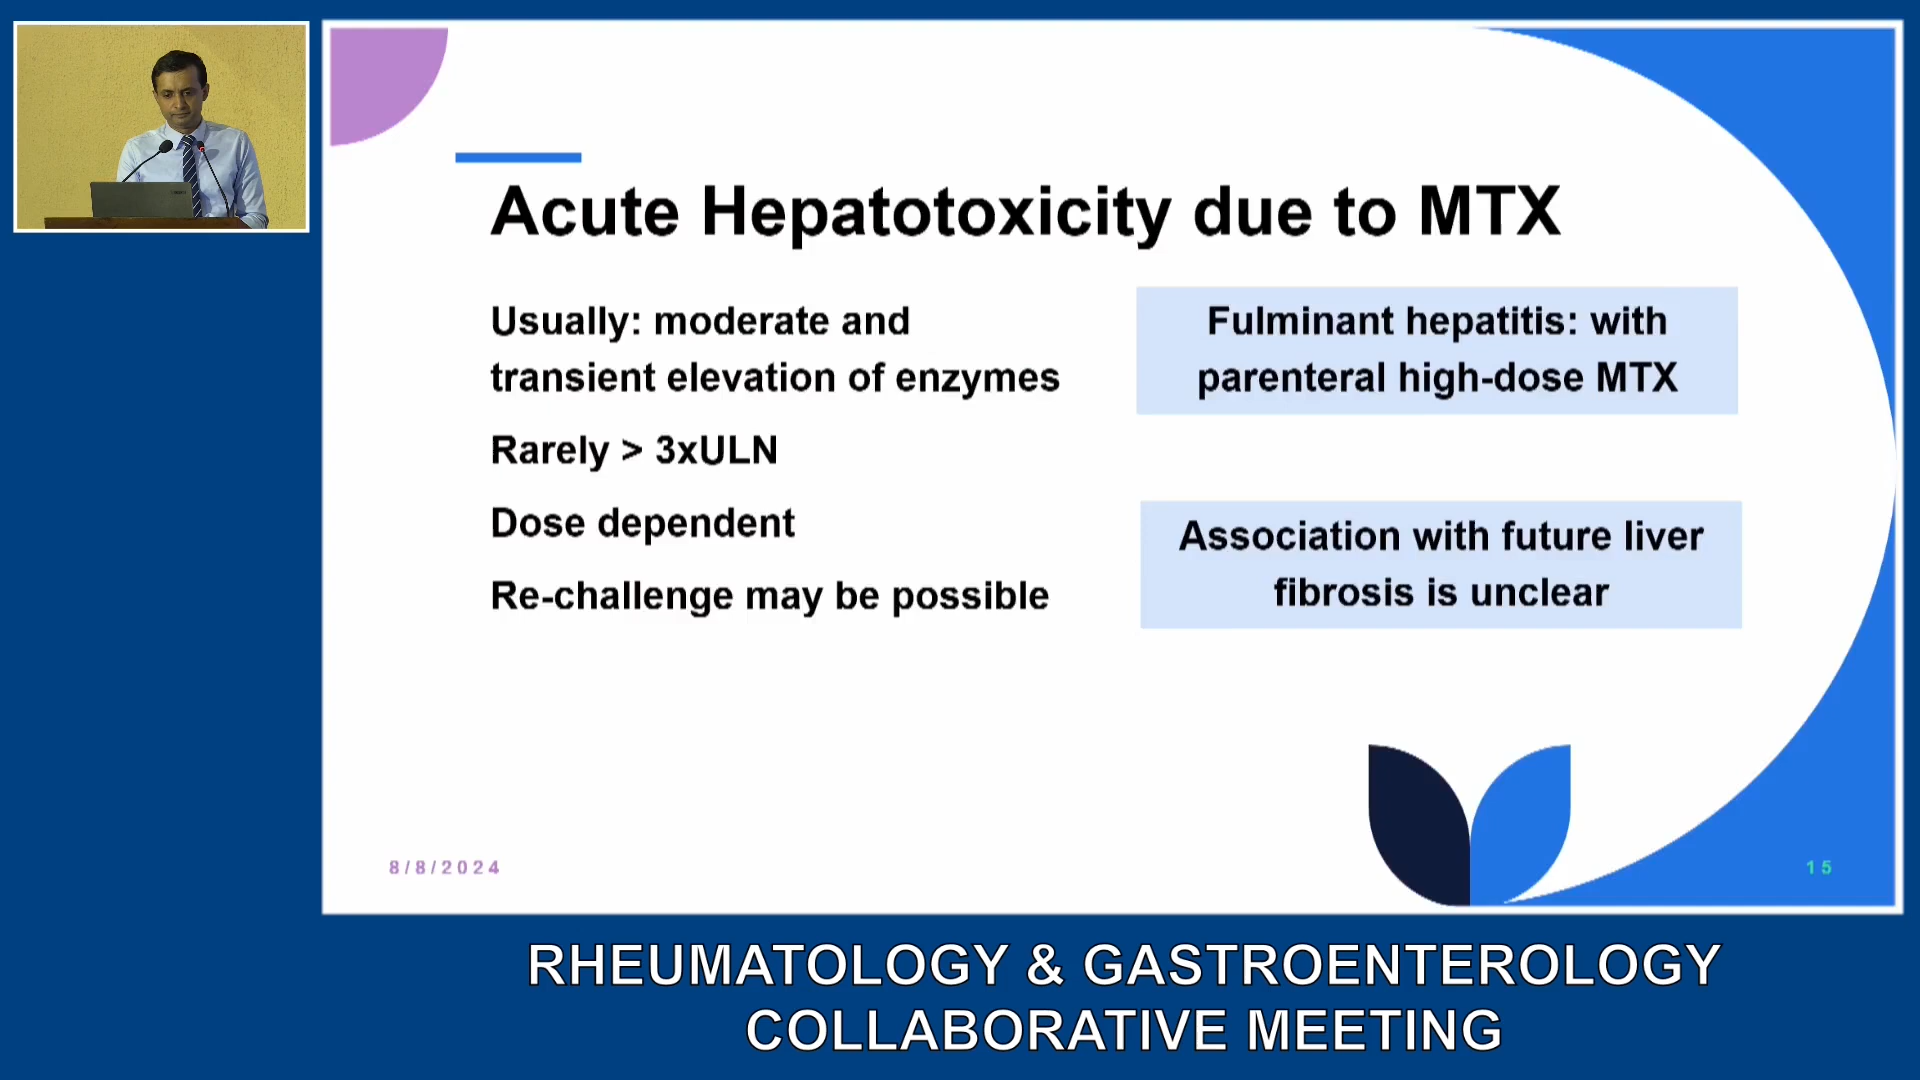 Acute Hepatotoxicity due to MTX
Usually: moderate and
transient elevation of enzymes
Rarely > 3xULN
Dose dependent
Re-challenge may be possible
Fulminant hepatitis: with
parenteral high-dose MTX
Association with future liver
fibrosis is unclear
8/8/2024
15
RHEUMATOLOGY & GASTROENTEROLOGY
COLLABORATIVE MEETING